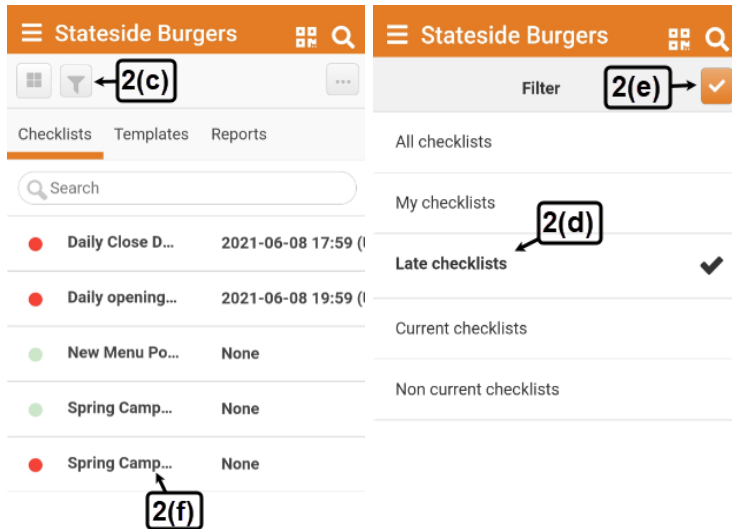 Stateside Burgers
2(c)
Checklists Templates Reports
Search
Daily Close D... 2021-06-08 17:59 (
Daily opening... 2021-06-08 19:59 (
New Menu Po... None
Spring Camp... None
Spring Camp... None
2(f)
Stateside Burgers
Filter 2(e)
All checklists
My checklists
2(d)
Late checklists
Current checklists
Non current checklists